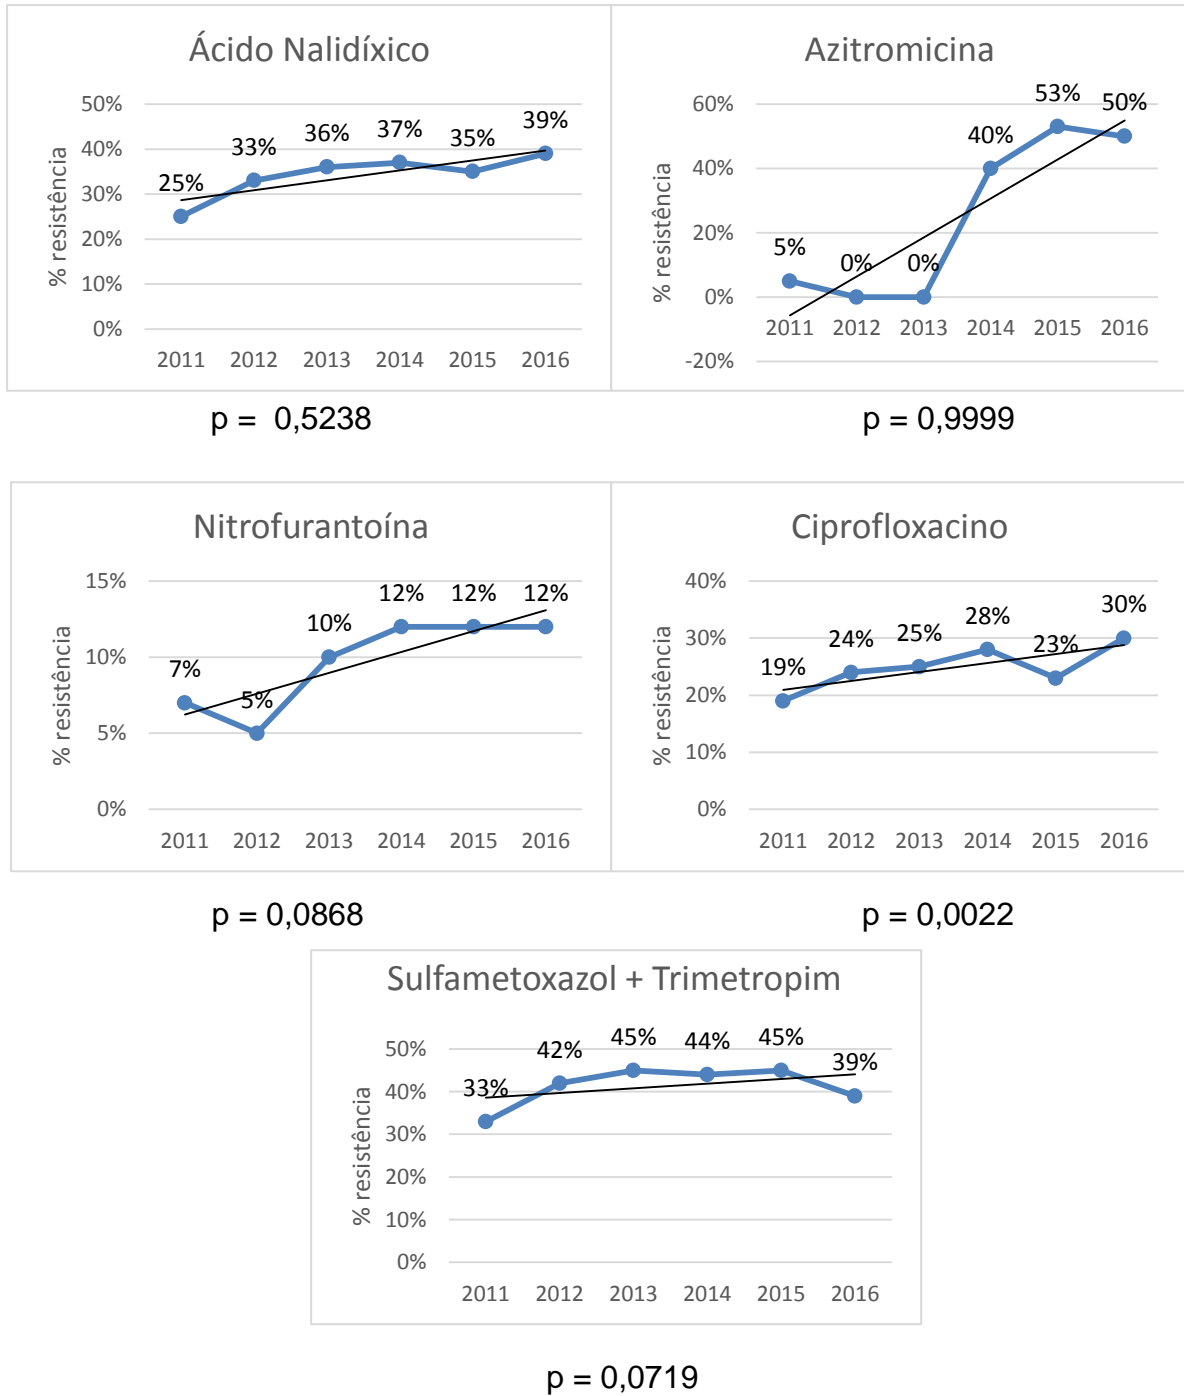 Ácido Nalidíxico
50%
40%
30%
20%
10%
0%
% resistência
25%
33%
36%
37%
35%
39%
2011 2012 2013 2014 2015 2016
p = 0,5238
Azitromicina
60%
40%
20%
0%
-20%
% resistência
5%
0%
0%
40%
53%
50%
2011 2012 2013 2014 2015 2016
p = 0,9999
Nitrofurantoína
15%
10%
5%
0%
% resistência
7%
5%
10%
12%
12%
12%
2011 2012 2013 2014 2015 2016
p = 0,0868
Ciprofloxacino
40%
30%
20%
10%
0%
% resistência
19%
24%
25%
28%
23%
30%
2011 2012 2013 2014 2015 2016
p = 0,0022
Sulfametoxazol + Trimetropim
50%
40%
30%
20%
10%
0%
% resistência
33%
42%
45%
44%
45%
39%
2011 2012 2013 2014 2015 2016
p = 0,0719